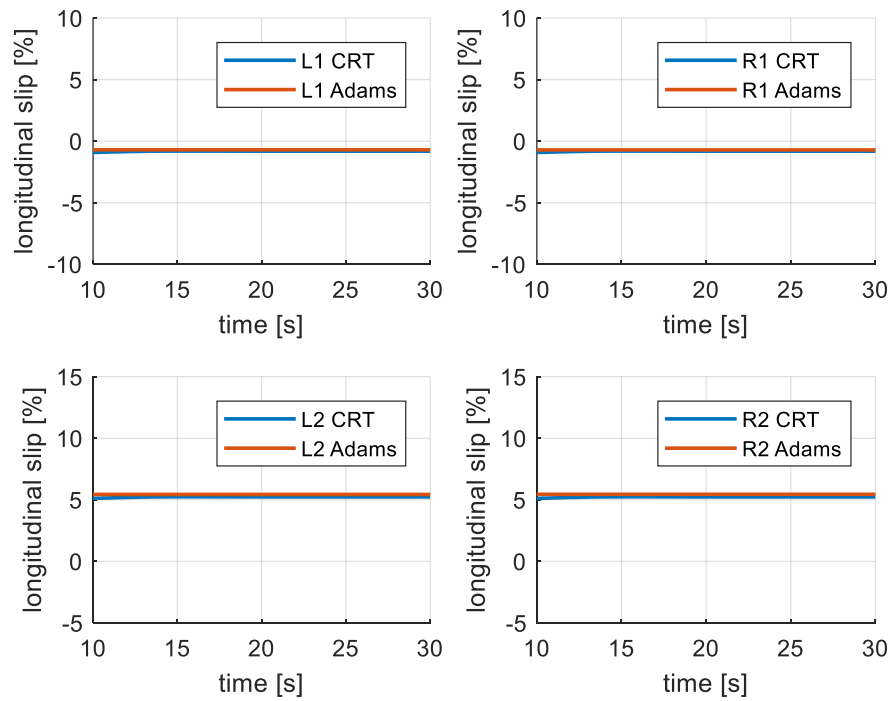 longitudinal slip [%]
10
5
0
-5
-10
L1 CRT
L1 Adams
10 15 20 25 30
time [s]
longitudinal slip [%]
10
5
0
-5
-10
R1 CRT
R1 Adams
10 15 20 25 30
time [s]
longitudinal slip [%]
15
10
5
0
-5
L2 CRT
L2 Adams
10 15 20 25 30
time [s]
longitudinal slip [%]
15
10
5
0
-5
R2 CRT
R2 Adams
10 15 20 25 30
time [s]